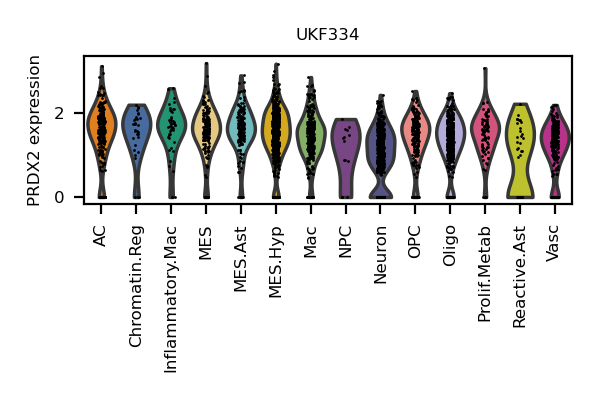 UKF334
PRDX2 expression
2
0
AC
Chromatin.Reg
Inflammatory.Mac
MES
MES.Ast
MES.Hyp
Mac
NPC
Neuron
OPC
Oligo
Prolif.Metab
Reactive.Ast
Vasc